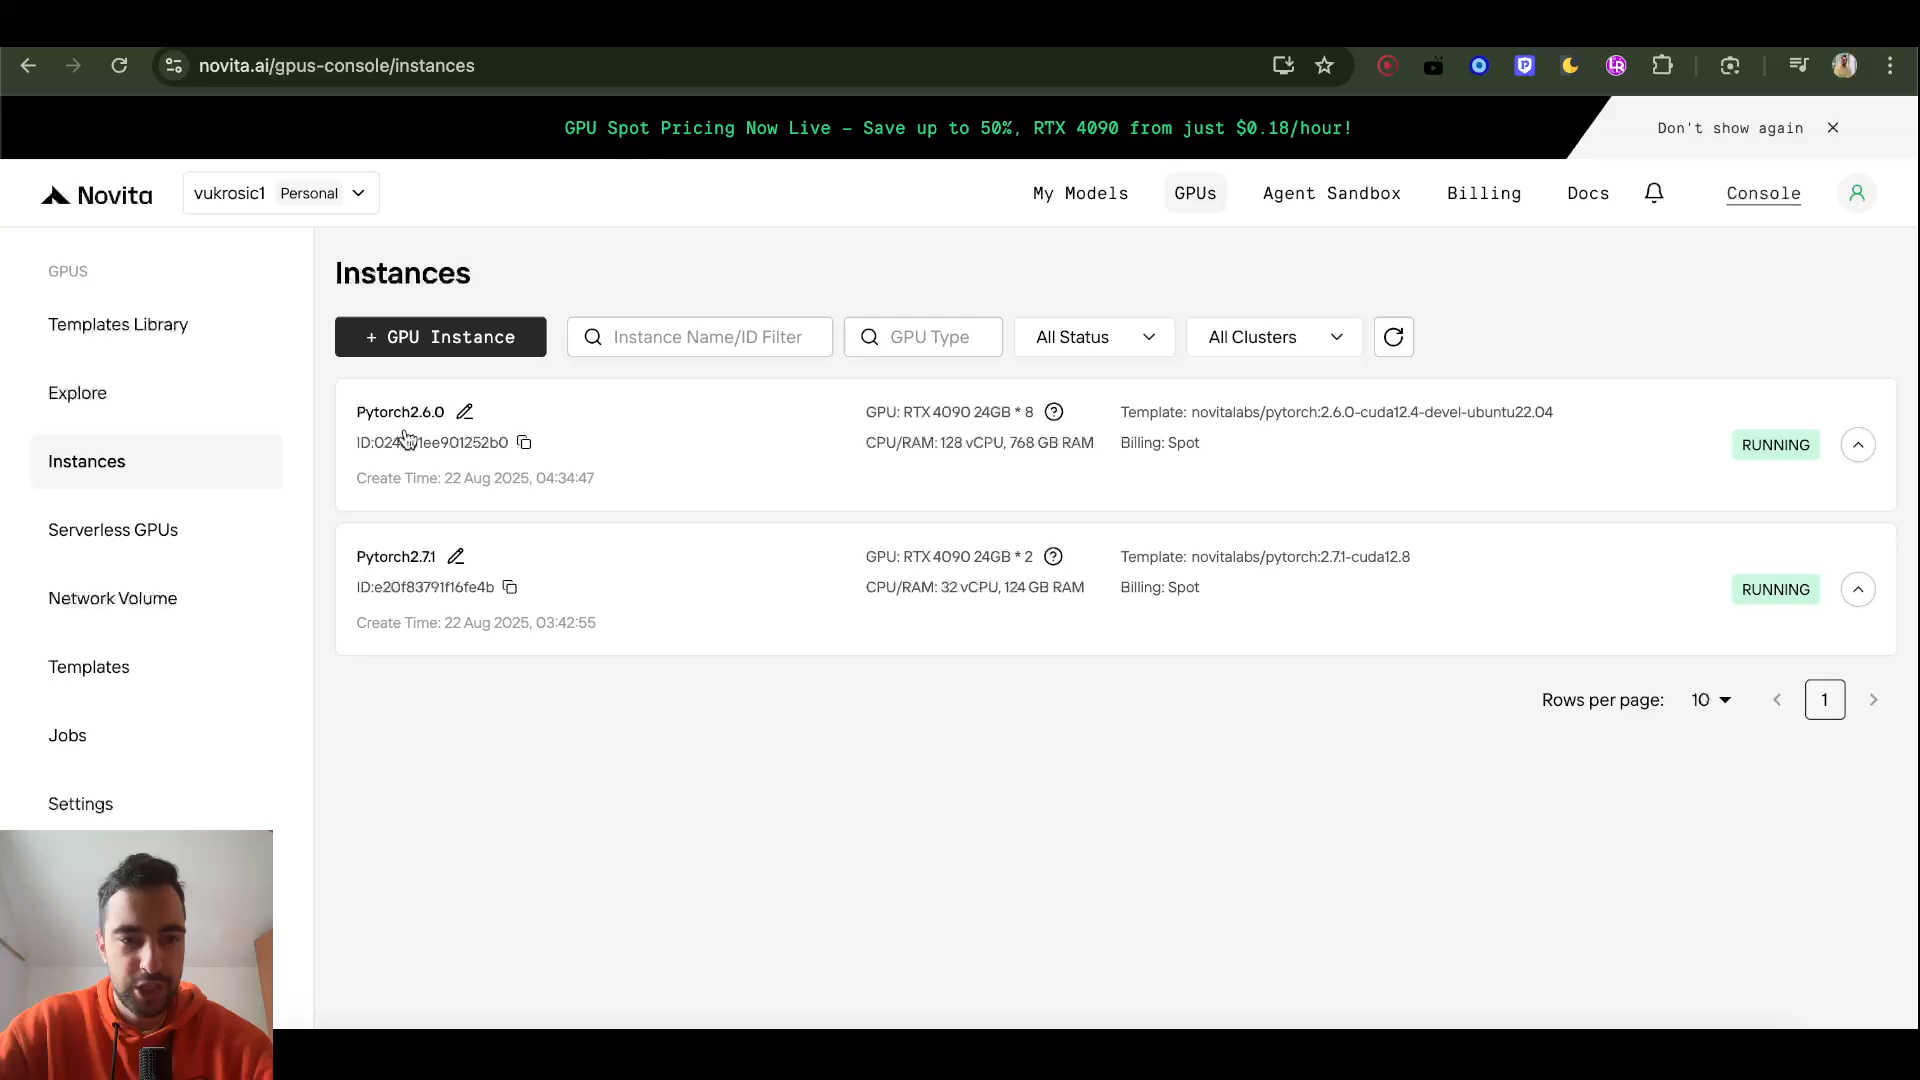 novita.ai/gpus-console/instances
GPU Spot Pricing Now Live – Save up to 50%, RTX 4090 from just $0.18/hour!
Don't show again
Novita
vukrosic1 Personal
My Models
GPUs
Agent Sandbox
Billing
Docs
Console
GPUS
Templates Library
Explore
Instances
Serverless GPUs
Network Volume
Templates
Jobs
Settings
Instances
+ GPU Instance
Instance Name/ID Filter
GPU Type
All Status
All Clusters
Pytorch2.6.0
GPU: RTX 4090 24GB * 8
Template: novitalabs/pytorch:2.6.0-cuda12.4-devel-ubuntu22.04
CPU/RAM: 128 vCPU, 768 GB RAM
Billing: Spot
RUNNING
Create Time: 22 Aug 2025, 04:34:47
Pytorch2.7.1
GPU: RTX 4090 24GB * 2
Template: novitalabs/pytorch:2.7.1-cuda12.8
ID:e20f83791f16fe4b
CPU/RAM: 32 vCPU, 124 GB RAM
Billing: Spot
RUNNING
Create Time: 22 Aug 2025, 03:42:55
Rows per page: 10
1